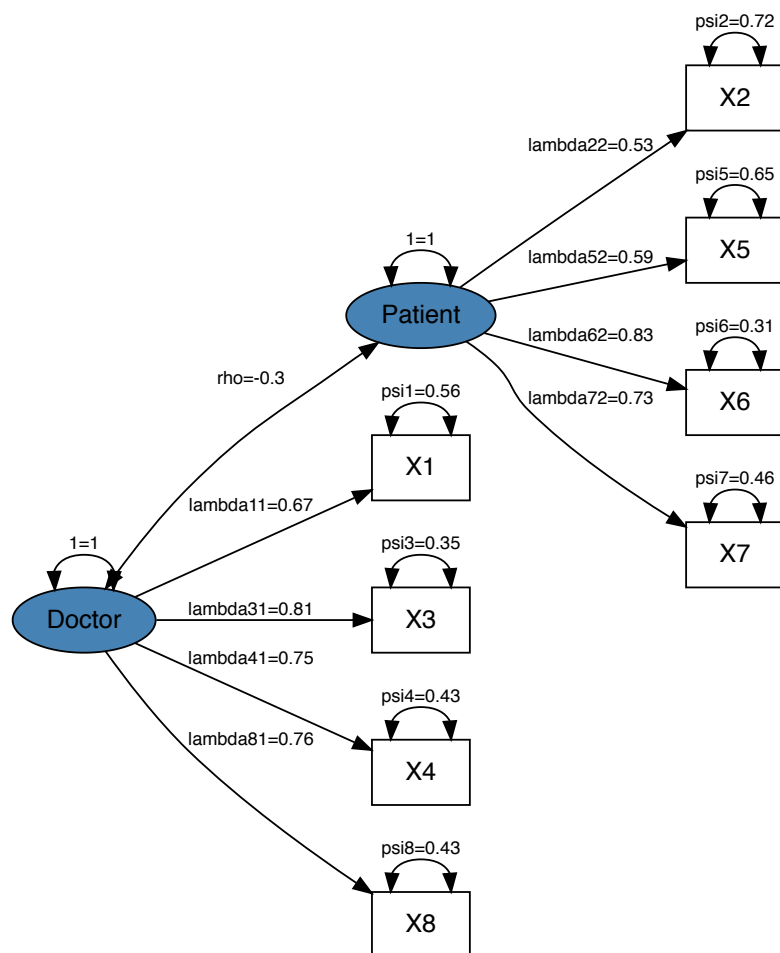 psi2=0.72
X2
lambda22=0.53
psi5=0.65
X5
1=1
lambda52=0.59
Patient
lambda62=0.83
psi6=0.31
X6
rho=-0.3
psi1=0.56
lambda72=0.73
X1
psi7=0.46
lambda11=0.67
X7
1=1
psi3=0.35
Doctor
lambda31=0.81
X3
lambda41=0.75
psi4=0.43
lambda81=0.76
X4
psi8=0.43
X8